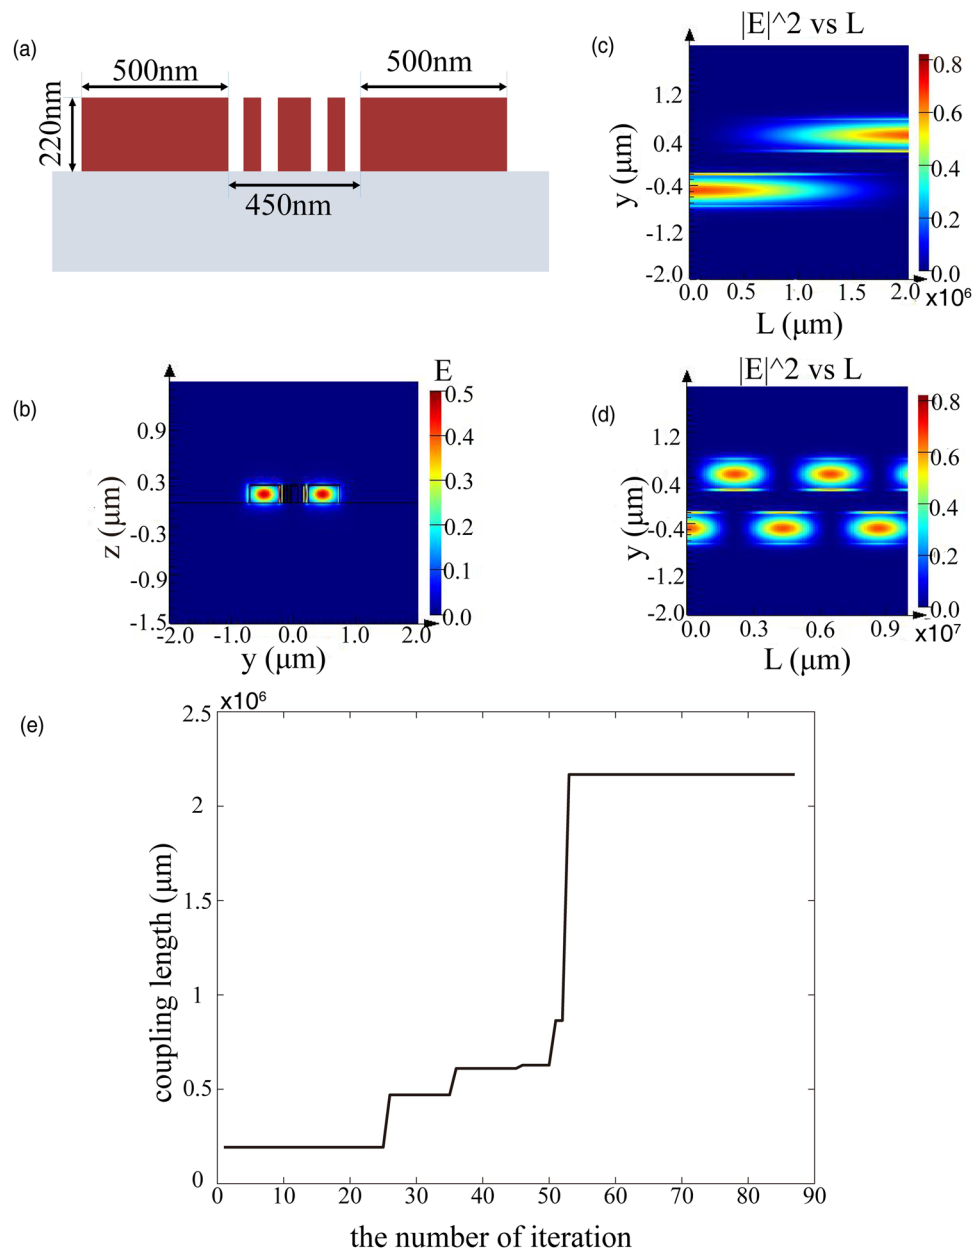 (a)
500nm
500nm
220nm
450nm
(c)
|E|^2 vs L
y (μm)
1.2
0.4
-0.4
-1.2
-2.0
0.0 0.5 1.0 1.5 2.0 x10⁶
L (μm)
0.8
0.6
0.4
0.2
0.0
(b)
E
z (μm)
0.9
0.3
-0.3
-0.9
-1.5
-2.0 -1.0 0.0 1.0 2.0
y (μm)
0.5
0.4
0.3
0.2
0.1
0.0
(d)
|E|^2 vs L
y (μm)
1.2
0.4
-0.4
-1.2
-2.0
0.0 0.3 0.6 0.9 x10⁷
L (μm)
0.8
0.6
0.4
0.2
0.0
(e)
x10⁶
coupling length (μm)
2.5
2
1.5
1
0.5
0
0 10 20 30 40 50 60 70 80 90
the number of iteration